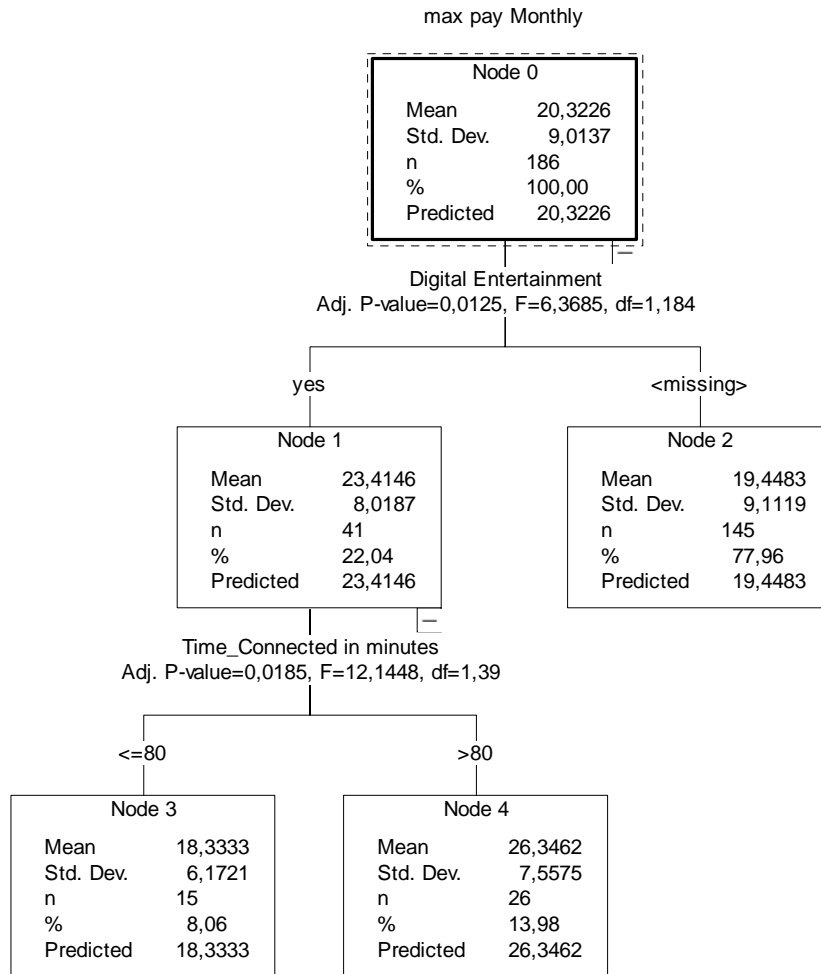 max pay Monthly
Node 0
Mean 20,3226
Std. Dev. 9,0137
n 186
% 100,00
Predicted 20,3226
Digital Entertainment
Adj. P-value=0,0125, F=6,3685, df=1,184
yes
<missing>
Node 1
Mean 23,4146
Std. Dev. 8,0187
n 41
% 22,04
Predicted 23,4146
Node 2
Mean 19,4483
Std. Dev. 9,1119
n 145
% 77,96
Predicted 19,4483
Time_Connected in minutes
Adj. P-value=0,0185, F=12,1448, df=1,39
<=80
>80
Node 3
Mean 18,3333
Std. Dev. 6,1721
n 15
% 8,06
Predicted 18,3333
Node 4
Mean 26,3462
Std. Dev. 7,5575
n 26
% 13,98
Predicted 26,3462